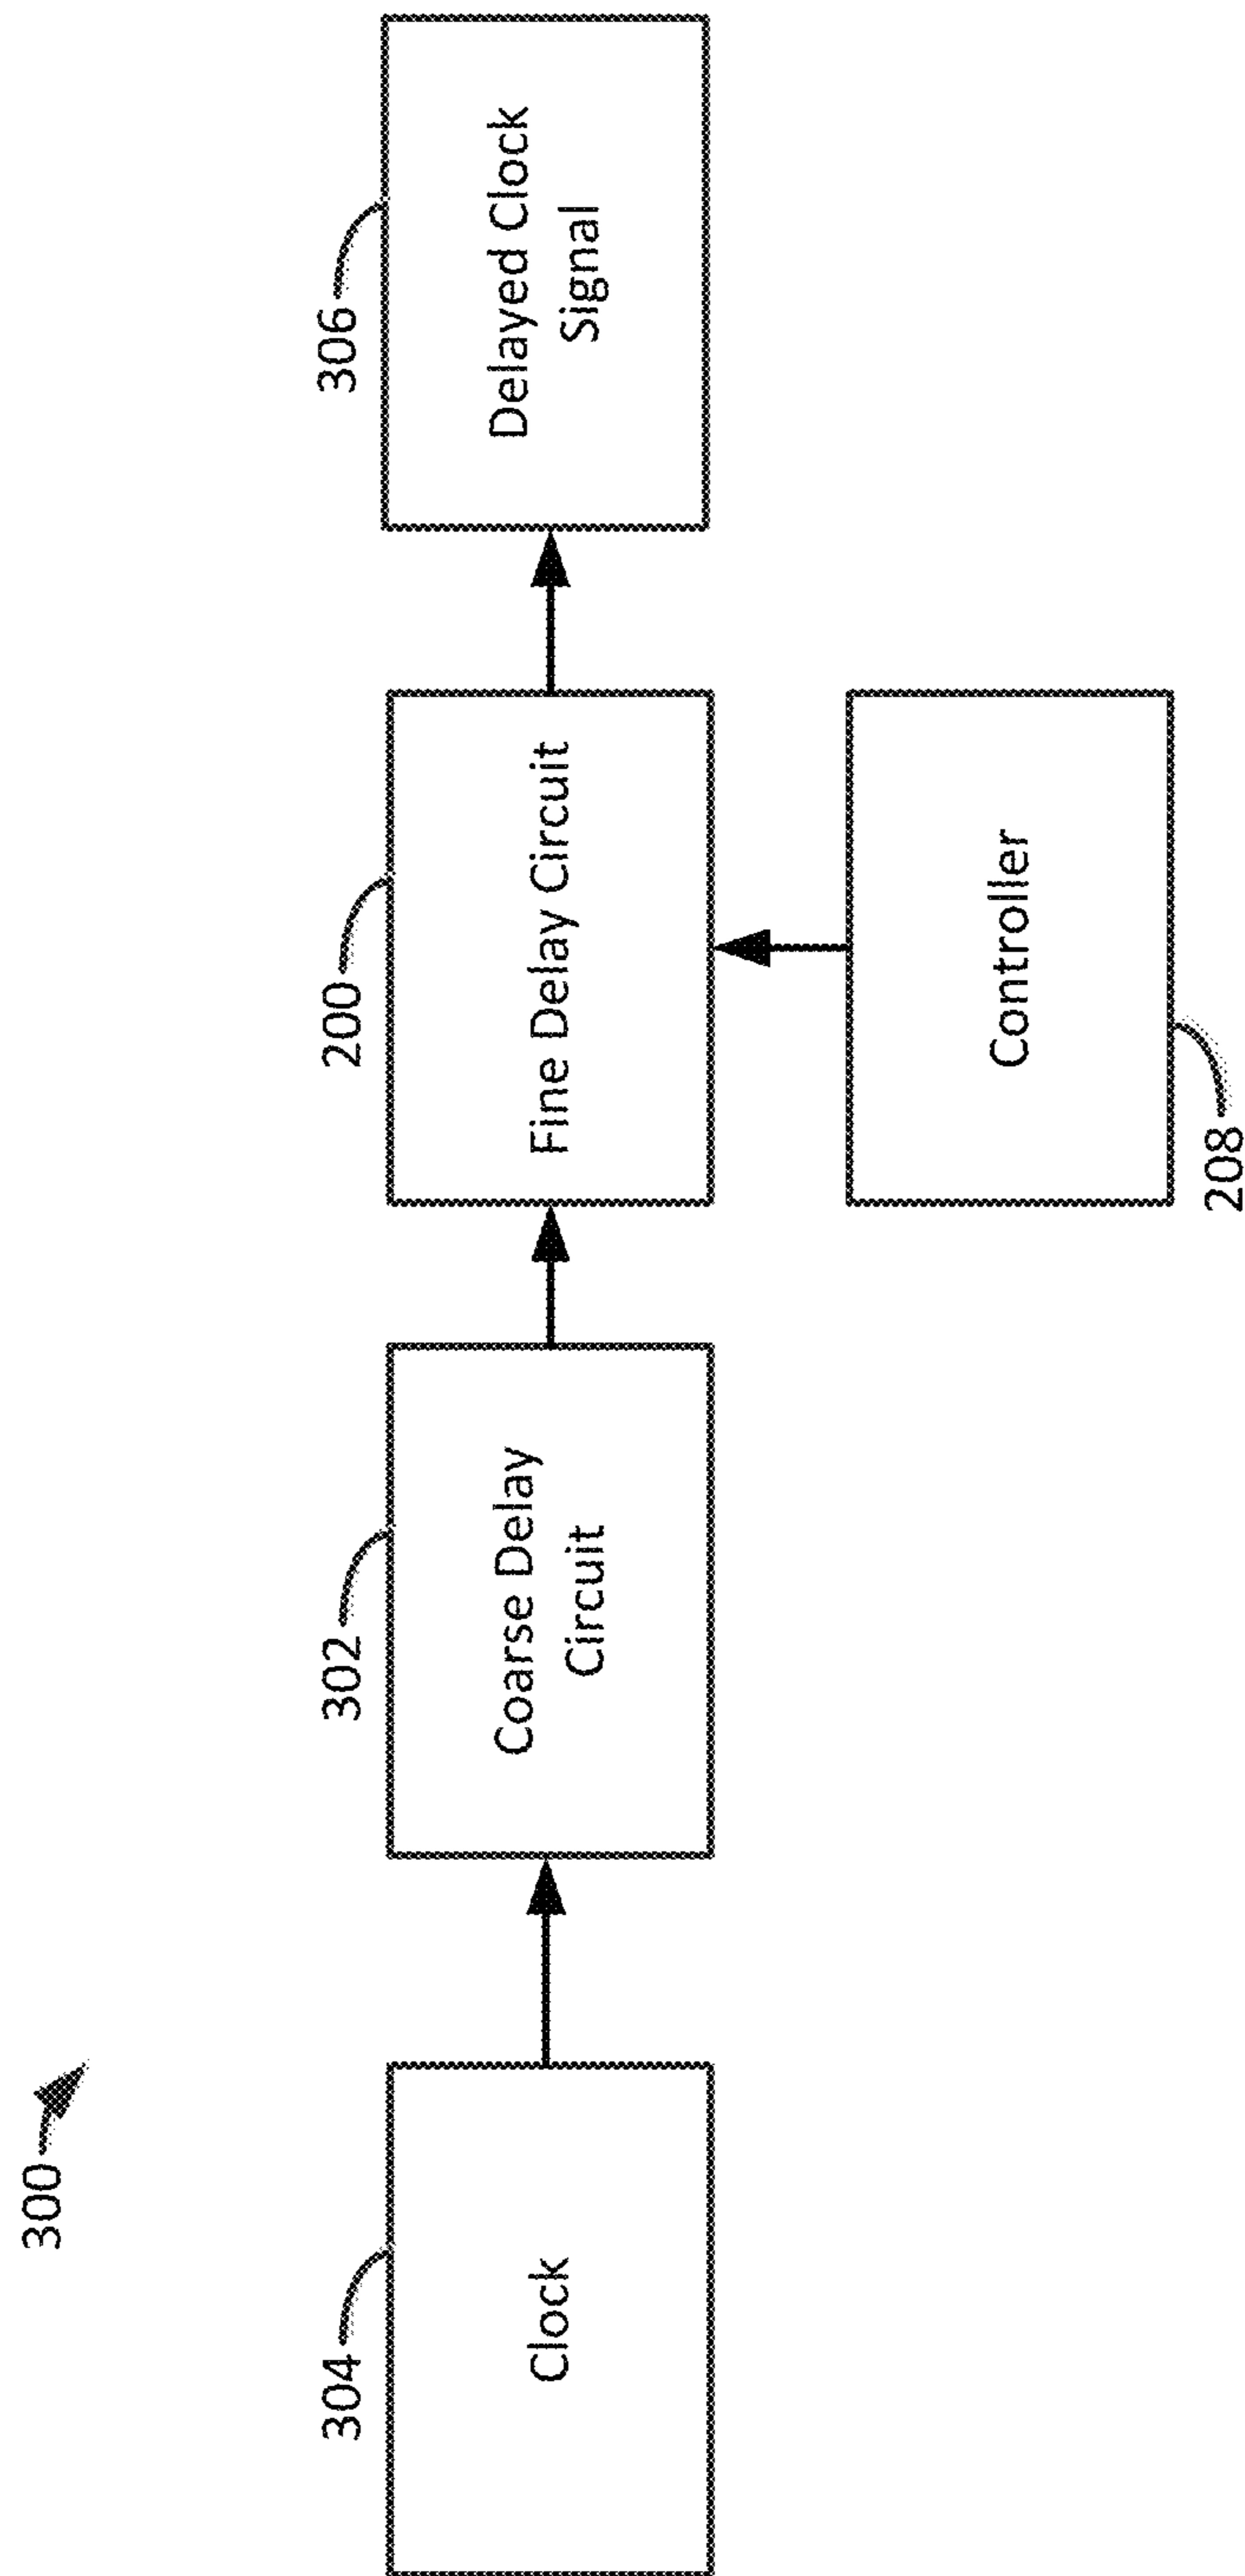 300
304
Clock
302
Coarse Delay
Circuit
200
Fine Delay Circuit
306
Delayed Clock
Signal
Controller
208